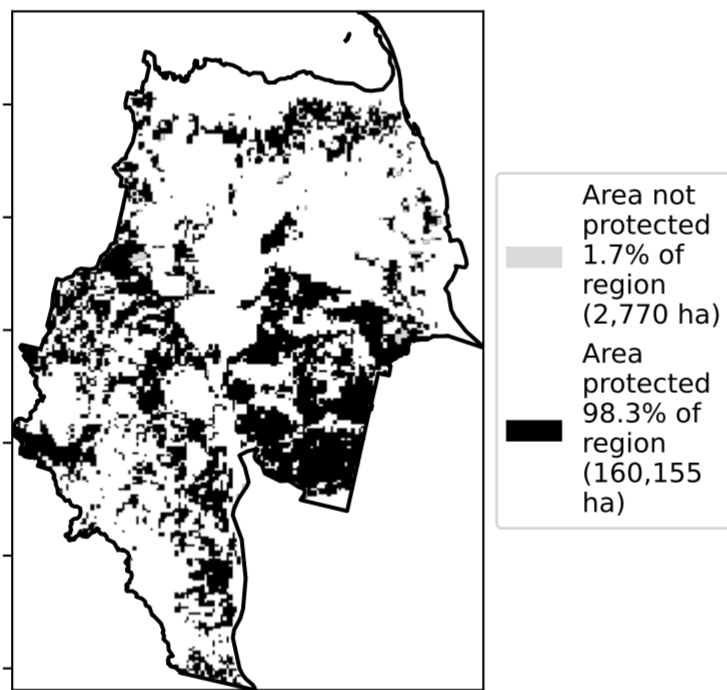 Area not
protected
1.7% of
region
(2,770 ha)
Area
protected
98.3% of
region
(160,155
ha)